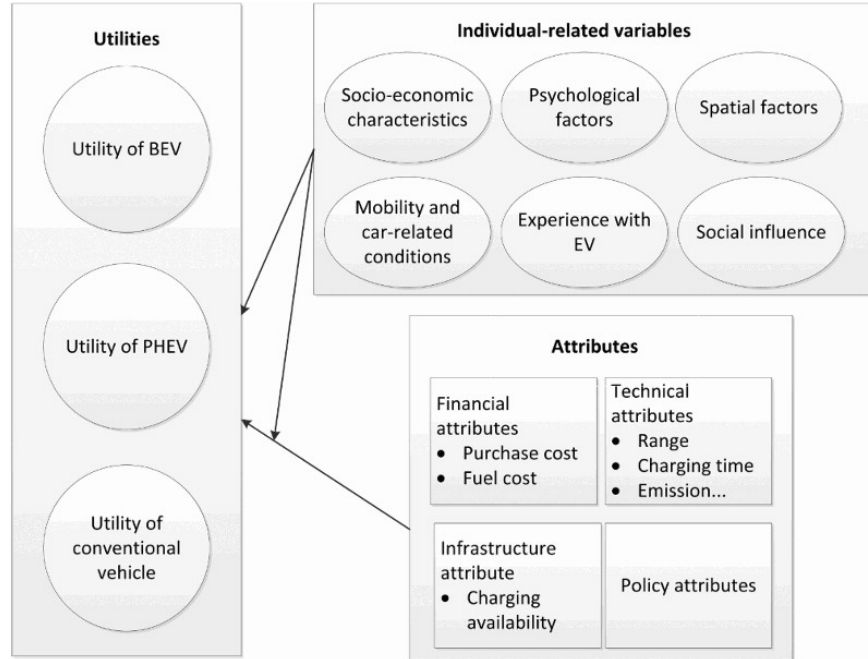 Utilities
Utility of BEV
Utility of PHEV
Utility of
conventional
vehicle
Individual-related variables
Socio-economic
characteristics
Psychological
factors
Spatial factors
Mobility and
car-related
conditions
Experience with
EV
Social influence
Attributes
Financial
attributes
• Purchase cost
• Fuel cost
Technical
attributes
• Range
• Charging time
• Emission...
Infrastructure
attribute
• Charging
availability
Policy attributes